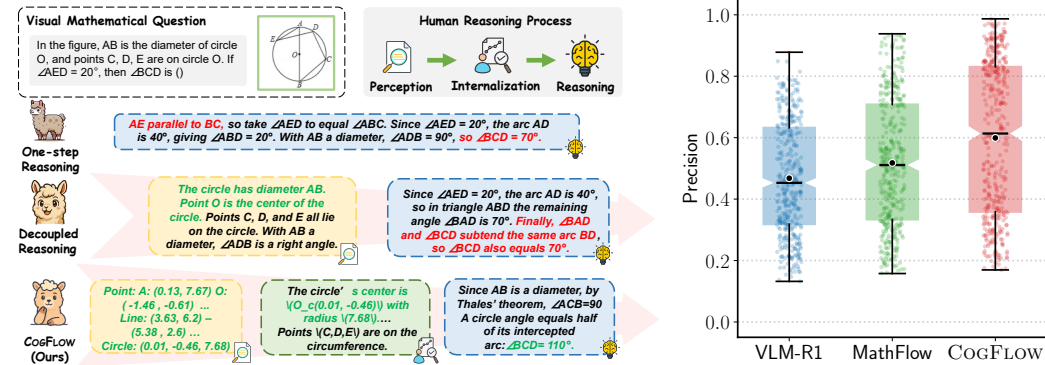 Visual Mathematical Question
In the figure, AB is the diameter of circle
O, and points C, D, E are on circle O. If
∠AED = 20°, then ∠BCD is ()
A
D
E
O
C
B
Human Reasoning Process
Perception
Internalization
Reasoning
One-step
Reasoning
AE parallel to BC, so take ∠AED to equal ∠ABC. Since ∠AED = 20°, the arc AD
is 40°, giving ∠ABD = 20°. With AB a diameter, ∠ADB = 90°, so ∠BCD = 70°.
Decoupled
Reasoning
The circle has diameter AB.
Point O is the center of the
circle. Points C, D, and E all lie
on the circle. With AB a
diameter, ∠ADB is a right angle.
Since ∠AED = 20°, the arc AD is 40°,
so in triangle ABD the remaining
angle ∠BAD is 70°. Finally, ∠BAD
and ∠BCD subtend the same arc BD,
so ∠BCD also equals 70°.
COGFLOW
(Ours)
Point: A: (0.13, 7.67) O:
(-1.46 , -0.61) ...
Line: (3.63, 6.2) –
(5.38 , 2.6) ...
Circle: (0.01, -0.46, 7.68)
The circle' s center is
\(O_c(0.01, -0.46)\) with
radius \(7.68\)....
Points \(C,D,E\) are on the
circumference.
Since AB is a diameter, by
Thales' theorem, ∠ACB=90
A circle angle equals half
of its intercepted
arc:∠BCD= 110°.
Precision
1.0
0.8
0.6
0.4
0.2
0.0
VLM-R1
MathFlow
COGFLOW